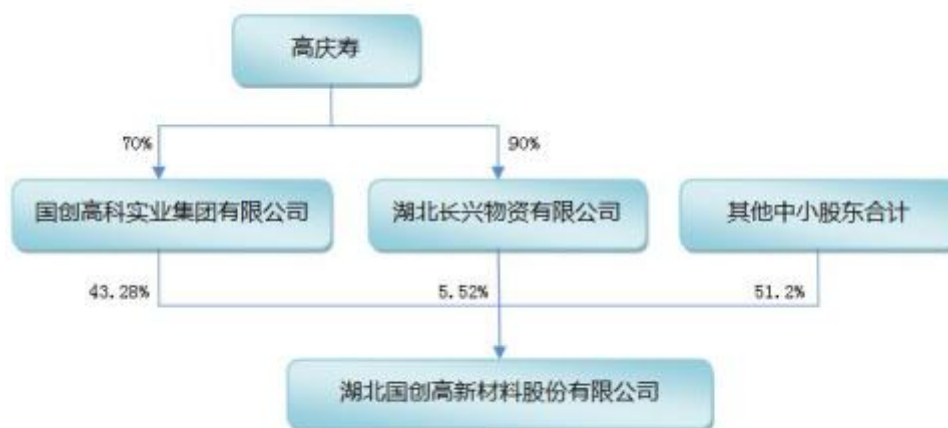 高庆寿
70%
90%
国创高科实业集团有限公司
湖北长兴物资有限公司
其他中小股东合计
43.28%
5.52%
51.2%
湖北国创高新材料股份有限公司